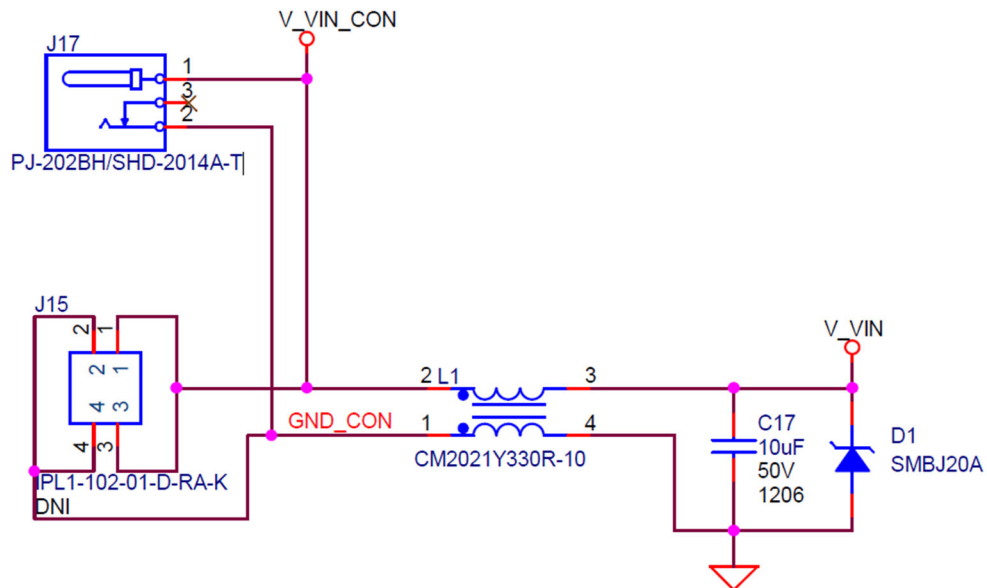 V_VIN_CON
J17
1
3
2
PJ-202BH/SHD-2014A-T
J15
2
1
2
1
4
3
4
3
IPL1-102-01-D-RA-K
DNI
GND_CON
2
L1
3
1
4
CM2021Y330R-10
V_VIN
C17
10uF
50V
1206
D1
SMBJ20A